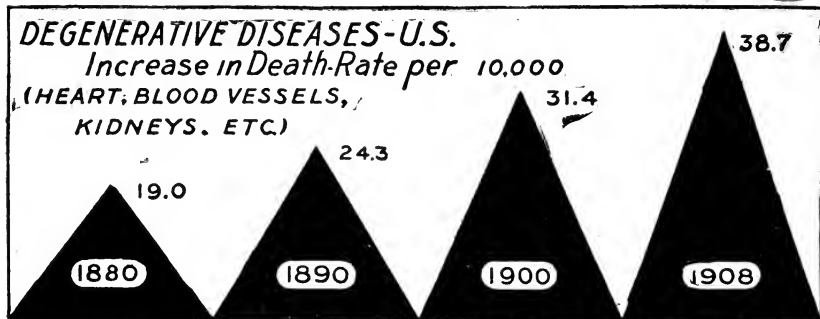 DEGENERATIVE DISEASES-U.S.
Increase in Death-Rate per 10,000
(HEART, BLOOD VESSELS,
KIDNEYS. ETC.)
19.0
24.3
31.4
38.7
1880
1890
1900
1908